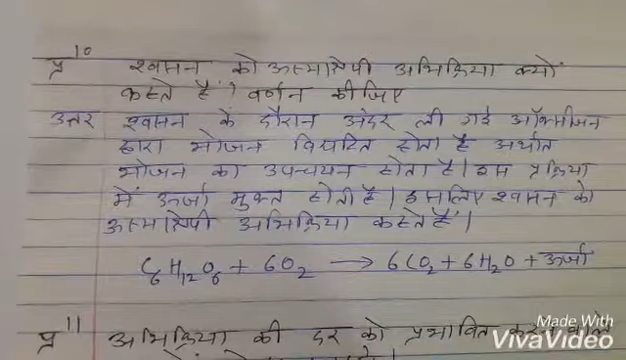 प्र¹⁰ श्वसन को ऊष्माक्षेपी अभिक्रिया क्यों
कहते हैं? वर्णन कीजिए
उत्तर श्वसन के दौरान अंदर ली गई ऑक्सीजन
द्वारा भोजन विघटित होता है अर्थात
भोजन का उपचयन होता है। इस प्रक्रिया
में ऊर्जा मुक्त होती है। इसलिए श्वसन को
ऊष्माक्षेपी अभिक्रिया कहते हैं।
C₆H₁₂O₆ + 6O₂ → 6CO₂ + 6H₂O + ऊर्जा
प्र¹¹ अभिक्रिया की दर को प्रभावित करने वाले
Made With
VivaVideo